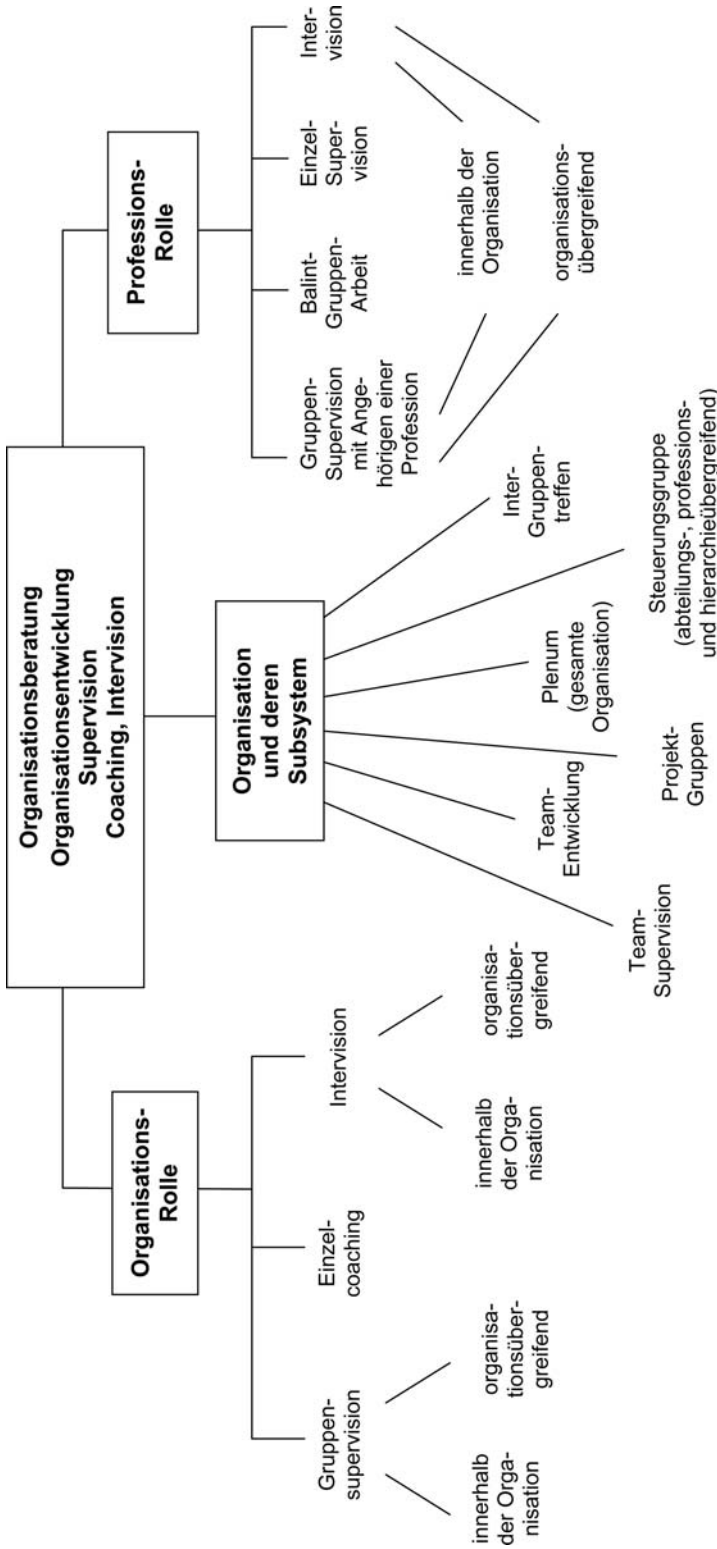 Organisationsberatung
Organisationsentwicklung
Supervision
Coaching, Intervision
Organisations-
Rolle
Organisation
und deren
Subsystem
Professions-
Rolle
Gruppen-
supervision
Einzel-
coaching
Intervision
innerhalb
der Orga-
nisation
organisa-
tionsüber-
greifend
innerhalb
der Orga-
nisation
organisa-
tionsüber-
greifend
Team-
Supervision
Team-
Entwicklung
Projekt-
Gruppen
Plenum
(gesamte
Organisation)
Steuerungsgruppe
(abteilungs-, professions-
und hierarchieübergreifend)
Inter-
Gruppen-
treffen
Gruppen-
Supervision
mit Ange-
hörigen einer
Profession
Balint-
Gruppen-
Arbeit
Einzel-
Super-
vision
Inter-
vision
innerhalb der
Organisation
organisations-
übergreifend